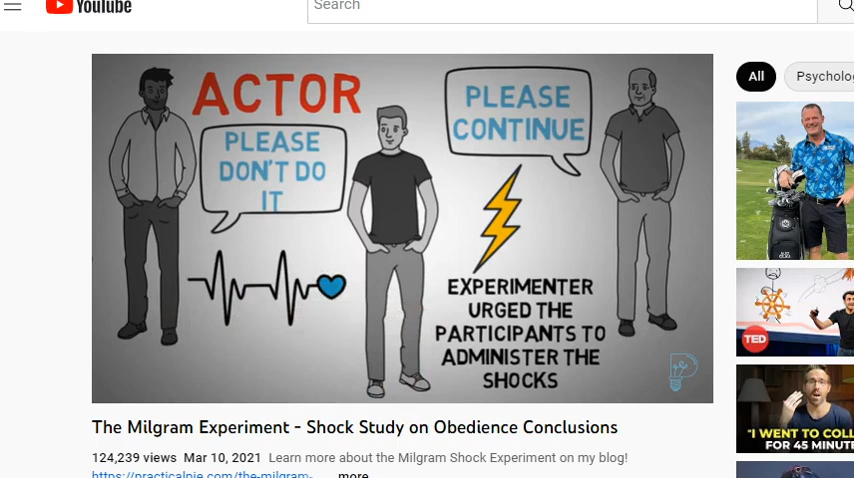 YouTube
Search
ACTOR
PLEASE
DON'T DO
IT
PLEASE
CONTINUE
EXPERIMENTER
URGED THE
PARTICIPANTS TO
ADMINISTER THE
SHOCKS
The Milgram Experiment - Shock Study on Obedience Conclusions
124,239 views Mar 10, 2021 Learn more about the Milgram Shock Experiment on my blog!
https://practicalpie.com/the-milgram- ... more
All
Psycholo
TED
"I WENT TO COLL
FOR 45 MINUTE